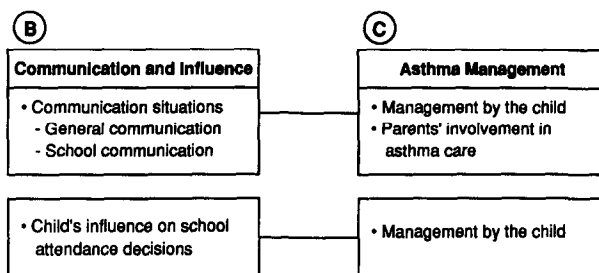 B
Communication and Influence
• Communication situations
- General communication
- School communication
• Child's influence on school
attendance decisions
C
Asthma Management
• Management by the child
• Parents' involvement in
asthma care
• Management by the child